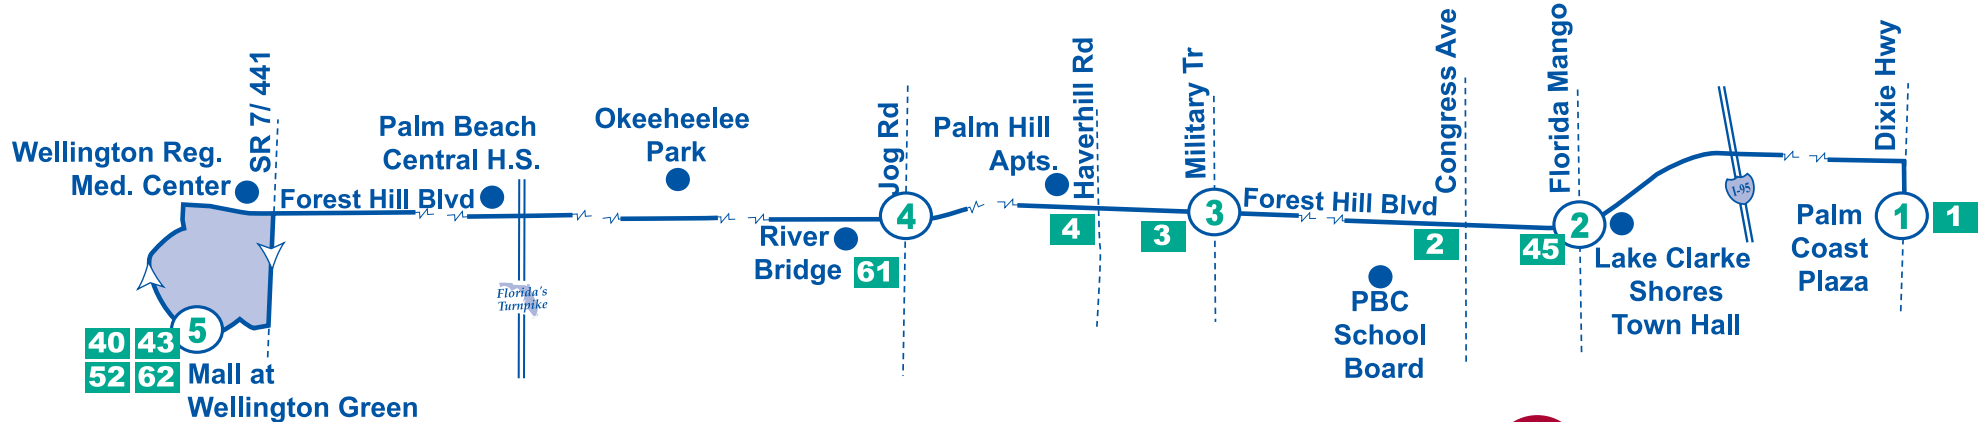 Wellington Reg.
Med. Center
SR 7/ 441
Forest Hill Blvd
Palm Beach
Central H.S.
Florida's
Turnpike
Okeeheelee
Park
River
Bridge
61
Jog Rd
4
Palm Hill
Apts.
Haverhill Rd
4
Military Tr
3
3
Forest Hill Blvd
Congress Ave
2
PBC
School
Board
Florida Mango
2
45
Lake Clarke
Shores
Town Hall
I-95
Dixie Hwy
Palm
Coast
Plaza
1
1
5
40 43
52 62
Mall at
Wellington Green